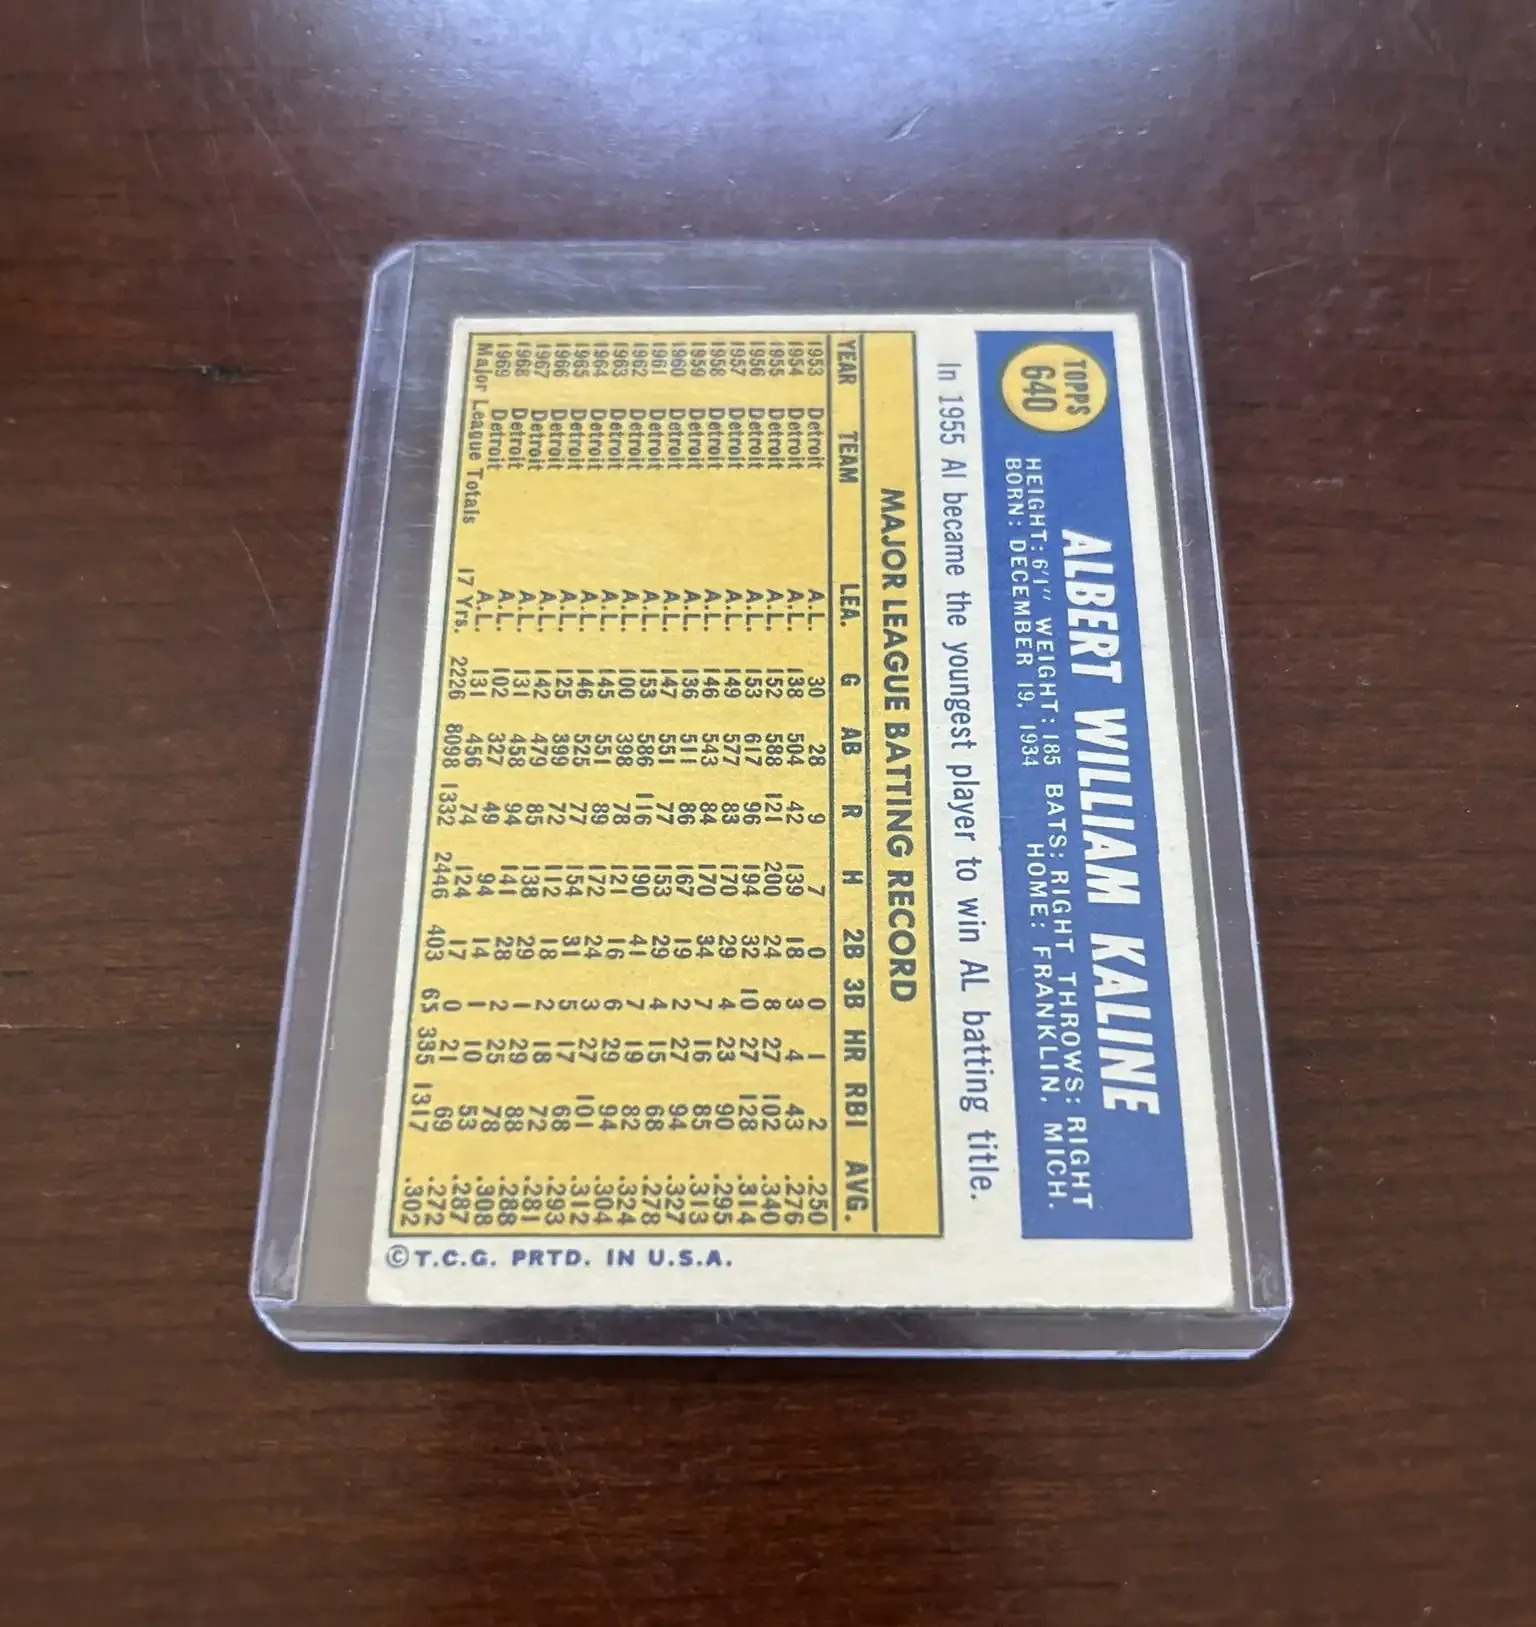 TOPPS
640
ALBERT WILLIAM KALINE
HEIGHT: 6'1" WEIGHT: 185 BATS: RIGHT THROWS: RIGHT
BORN: DECEMBER 19, 1934 HOME: FRANKLIN, MICH.
In 1955 Al became the youngest player to win AL batting title.
MAJOR LEAGUE BATTING RECORD
YEAR TEAM LEA. G AB R H 2B 3B HR RBI AVG.
1953 Detroit A.L. 30 28 9 7 0 0 1 2 .250
1954 Detroit A.L. 138 504 42 139 18 3 4 43 .276
1955 Detroit A.L. 152 588 121 200 24 8 27 102 .340
1956 Detroit A.L. 153 617 96 194 32 10 27 128 .314
1957 Detroit A.L. 149 577 83 170 29 4 23 90 .295
1958 Detroit A.L. 146 543 84 170 34 7 16 85 .313
1959 Detroit A.L. 136 511 86 167 19 2 27 94 .327
1960 Detroit A.L. 147 551 77 153 29 4 15 68 .278
1961 Detroit A.L. 153 586 116 190 41 7 19 82 .324
1962 Detroit A.L. 100 398 78 121 16 6 29 94 .304
1963 Detroit A.L. 145 551 89 172 24 3 27 101 .312
1964 Detroit A.L. 146 525 77 154 31 5 17 68 .293
1965 Detroit A.L. 125 399 72 112 18 2 18 72 .281
1966 Detroit A.L. 142 479 85 138 29 1 29 88 .288
1967 Detroit A.L. 131 458 94 141 28 2 25 78 .308
1968 Detroit A.L. 102 327 49 94 14 1 10 53 .287
1969 Detroit A.L. 131 456 74 124 17 0 21 69 .272
Major League Totals 17 Yrs. 2226 8098 1332 2446 403 65 335 1317 .302
©T.C.G. PRTD. IN U.S.A.